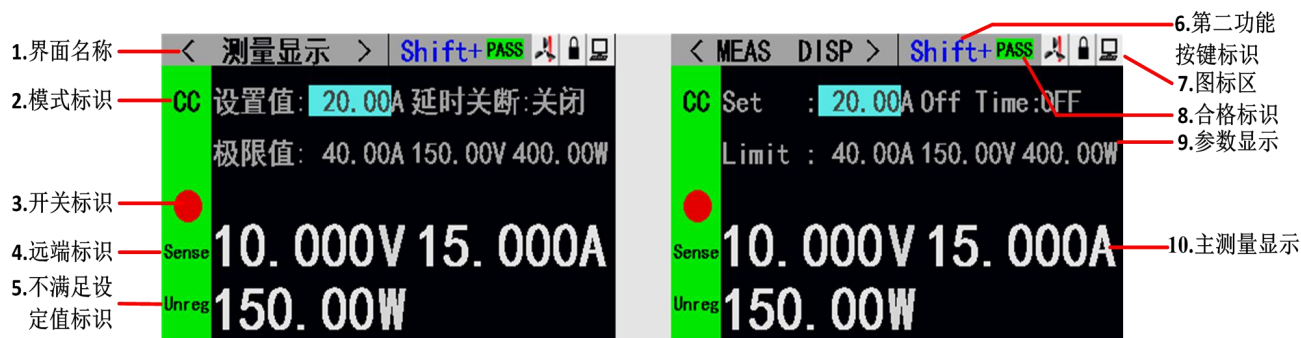 1.界面名称
2.模式标识
3.开关标识
4.远端标识
5.不满足设
定值标识
< 测量显示 > Shift+ PASS
CC 设置值: 20.00A 延时关断:关闭
极限值: 40.00A 150.00V 400.00W
Sense 10.000V 15.000A
Unreg 150.00W
< MEAS DISP > Shift+ PASS
CC Set : 20.00A Off Time:OFF
Limit : 40.00A 150.00V 400.00W
Sense 10.000V 15.000A
Unreg 150.00W
6.第二功能
按键标识
7.图标区
8.合格标识
9.参数显示
10.主测量显示